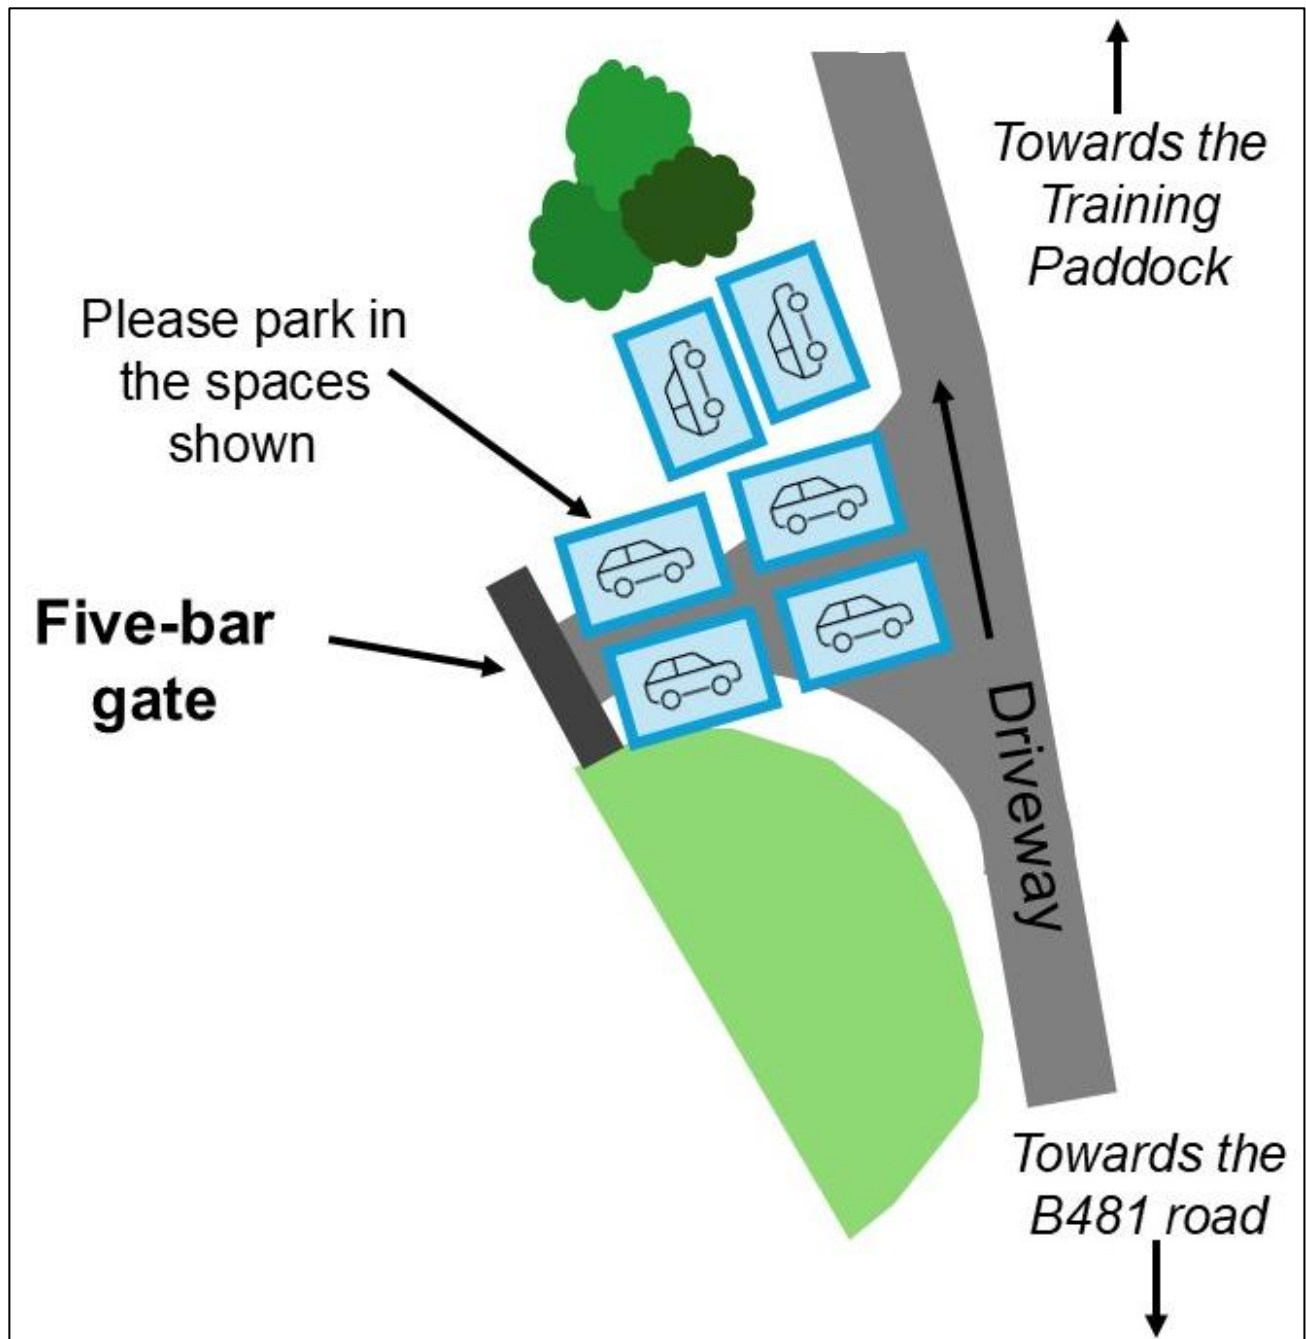 Towards the
Training
Paddock
Please park in
the spaces
shown
Five-bar
gate
Driveway
Towards the
B481 road